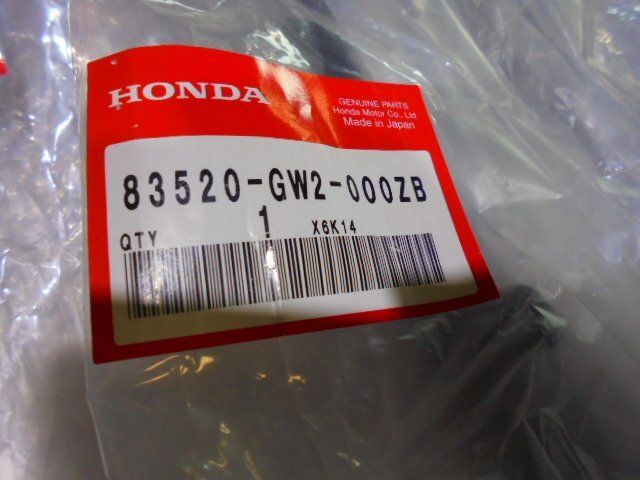 HONDA
GENUINE PARTS
Honda Motor Co., Ltd.
Made in Japan
83520-GW2-000ZB
QTY 1 X6K14